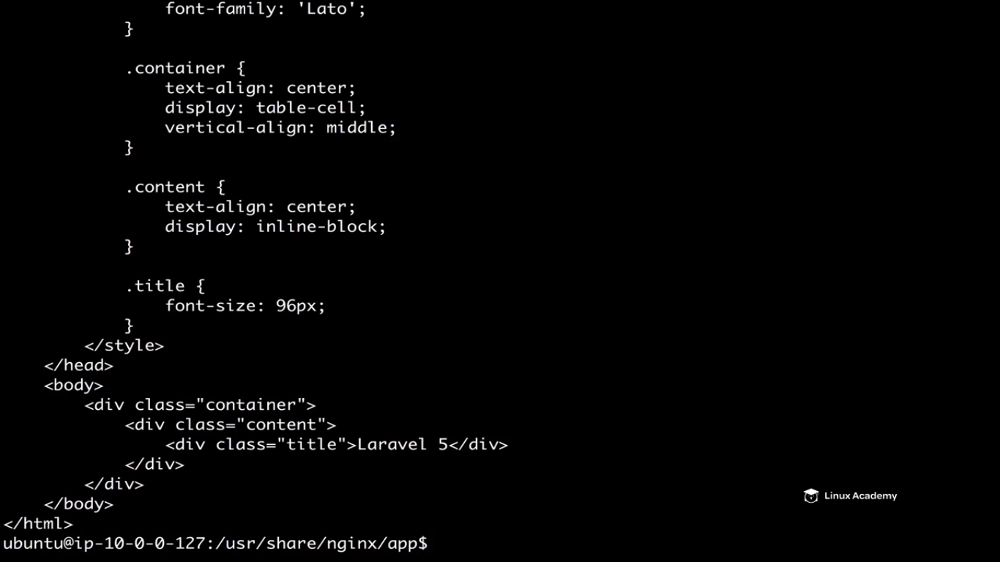 font-family: 'Lato';
            }

            .container {
                text-align: center;
                display: table-cell;
                vertical-align: middle;
            }

            .content {
                text-align: center;
                display: inline-block;
            }

            .title {
                font-size: 96px;
            }
        </style>
    </head>
    <body>
        <div class="container">
            <div class="content">
                <div class="title">Laravel 5</div>
            </div>
        </div>
    </body>
</html>
ubuntu@ip-10-0-0-127:/usr/share/nginx/app$
Linux Academy